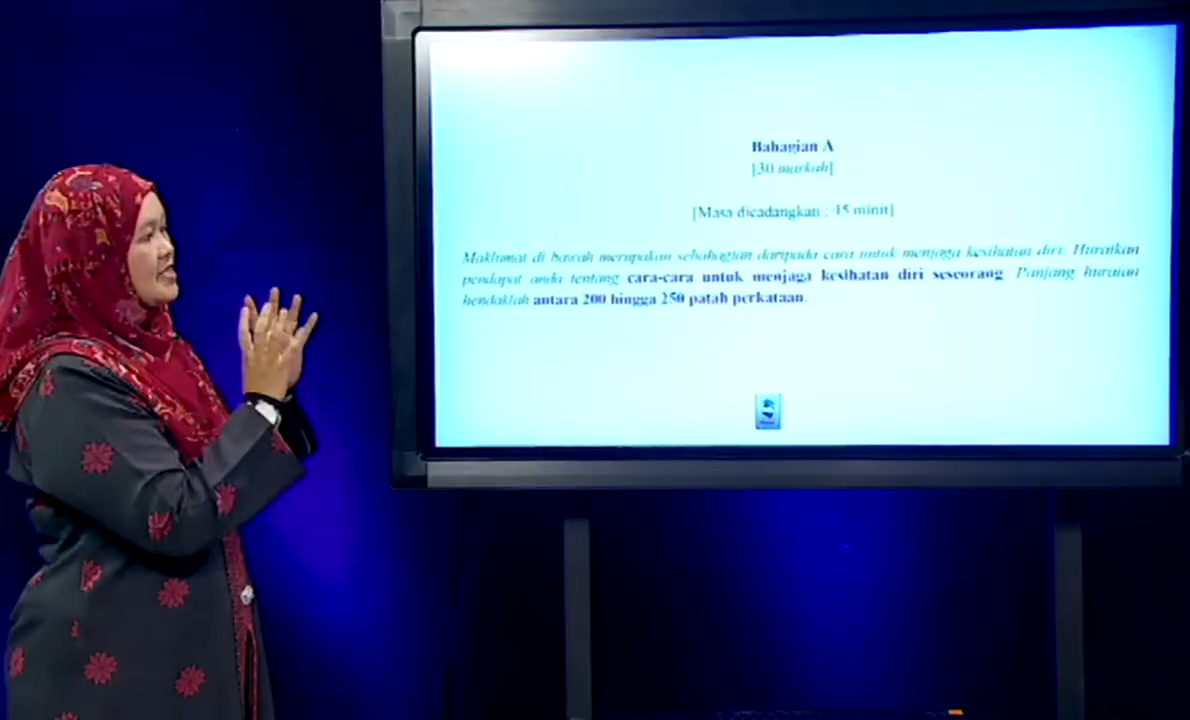 Bahagian A
[30 markah]
[Masa dicadangkan : 45 minit]
Maklumat di bawah merupakan sebahagian daripada cara untuk menjaga kesihatan diri. Huraikan
pendapat anda tentang cara-cara untuk menjaga kesihatan diri seseorang. Panjang huraian
hendaklah antara 200 hingga 250 patah perkataan.